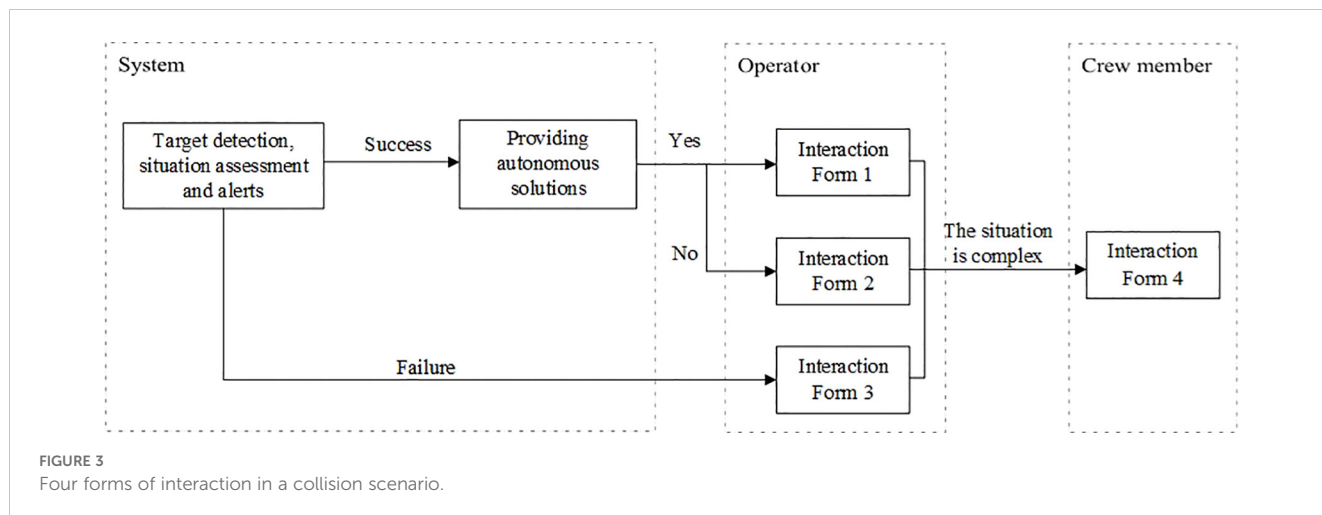 System
Operator
Crew member
Target detection,
situation assessment
and alerts
Success
Providing
autonomous
solutions
Yes
No
Failure
Interaction
Form 1
Interaction
Form 2
Interaction
Form 3
The situation
is complex
Interaction
Form 4
FIGURE 3
Four forms of interaction in a collision scenario.